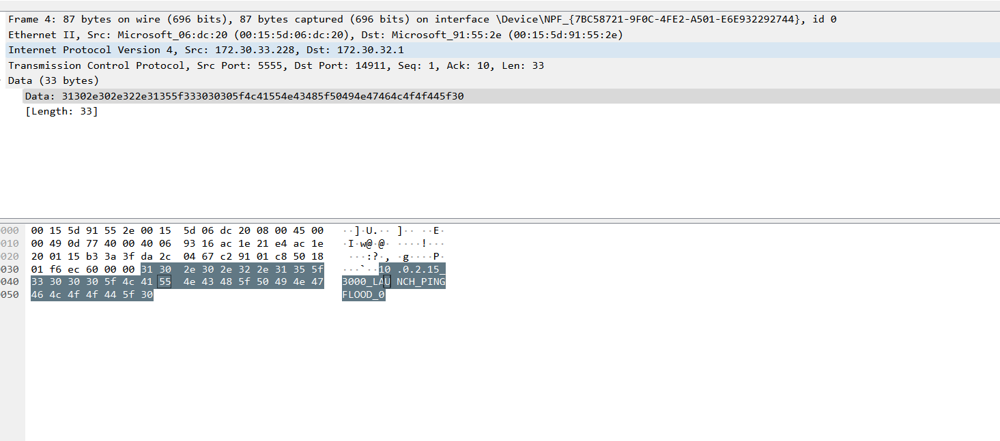 Frame 4: 87 bytes on wire (696 bits), 87 bytes captured (696 bits) on interface \Device\NPF_{7BC58721-9F0C-4FE2-A501-E6E932292744}, id 0
Ethernet II, Src: Microsoft_06:dc:20 (00:15:5d:06:dc:20), Dst: Microsoft_91:55:2e (00:15:5d:91:55:2e)
Internet Protocol Version 4, Src: 172.30.33.228, Dst: 172.30.32.1
Transmission Control Protocol, Src Port: 5555, Dst Port: 14911, Seq: 1, Ack: 10, Len: 33
Data (33 bytes)
Data: 31302e302e322e31355f333030305f4c41554e43485f50494e47464c4f4f445f30
[Length: 33]
000 00 15 5d 91 55 2e 00 15 5d 06 dc 20 08 00 45 00 ··]·U.·· ]·· ··E·
010 00 49 0d 77 40 00 40 06 93 16 ac 1e 21 e4 ac 1e ·I·w@·@· ····!···
020 20 01 15 b3 3a 3f da 2c 04 67 c2 91 01 c8 50 18 ···:?·, ·g····P·
030 01 f6 ec 60 00 00 31 30 2e 30 2e 32 2e 31 35 5f ···`··10 .0.2.15_
040 33 30 30 30 5f 4c 41 55 4e 43 48 5f 50 49 4e 47 3000_LAU NCH_PING
050 46 4c 4f 4f 44 5f 30 FLOOD_0